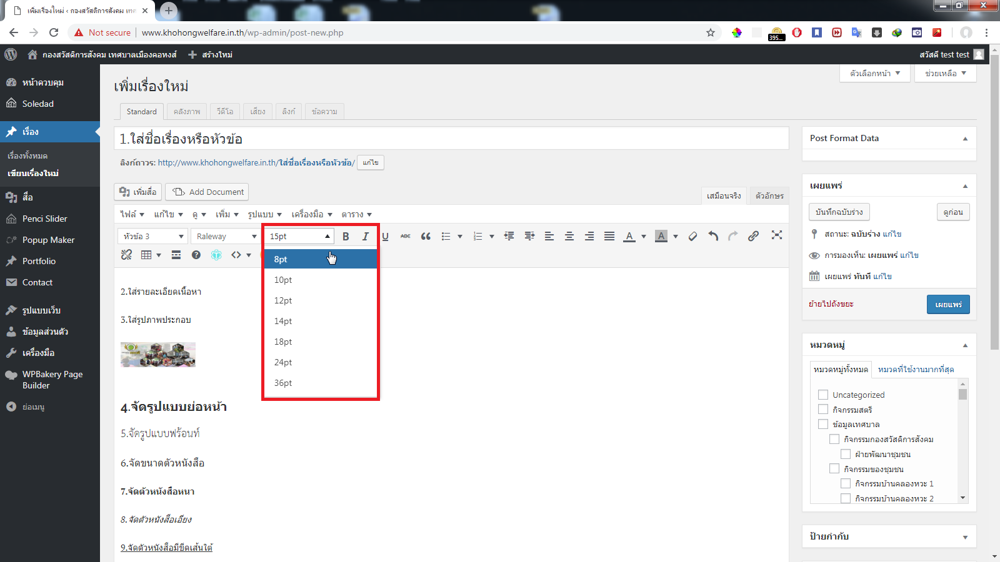 เพิ่มเรื่องใหม่ ‹ กองสวัสดิการสังคม เทศ
Not secure
www.khohongwelfare.in.th/wp-admin/post-new.php
395...
กองสวัสดิการสังคม เทศบาลเมืองคอหงส์
สร้างใหม่
สวัสดี test test
หน้าควบคุม
Soledad
เรื่อง
เรื่องทั้งหมด
เขียนเรื่องใหม่
สื่อ
Penci Slider
Popup Maker
Portfolio
Contact
รูปแบบเว็บ
ข้อมูลส่วนตัว
เครื่องมือ
WPBakery Page
Builder
ย่อเมนู
ตัวเลือกหน้า
ช่วยเหลือ
เพิ่มเรื่องใหม่
Standard
คลังภาพ
วีดีโอ
เสียง
ลิงก์
ข้อความ
1.ใส่ชื่อเรื่องหรือหัวข้อ
ลิงก์ถาวร: http://www.khohongwelfare.in.th/ใส่ชื่อเรื่องหรือหัวข้อ/ แก้ไข
เพิ่มสื่อ
Add Document
เสมือนจริง
ตัวอักษร
ไฟล์
แก้ไข
ดู
เพิ่ม
รูปแบบ
เครื่องมือ
ตาราง
หัวข้อ 3
Raleway
15pt
B I U ABC
A
A
8pt
10pt
12pt
14pt
18pt
24pt
36pt
2.ใส่รายละเอียดเนื้อหา
3.ใส่รูปภาพประกอบ
4.จัดรูปแบบย่อหน้า
5.จัดรูปแบบฟร้อนท์
6.จัดขนาดตัวหนังสือ
7.จัดตัวหนังสือหนา
8.จัดตัวหนังสือเอียง
9.จัดตัวหนังสือมีขีดเส้นใต้
Post Format Data
เผยแพร่
บันทึกฉบับร่าง
ดูก่อน
สถานะ: ฉบับร่าง แก้ไข
การมองเห็น: เผยแพร่ แก้ไข
เผยแพร่ ทันที แก้ไข
ย้ายไปถังขยะ
เผยแพร่
หมวดหมู่
หมวดหมู่ทั้งหมด
หมวดที่ใช้งานมากที่สุด
Uncategorized
กิจกรรมสตรี
ข้อมูลเทศบาล
กิจกรรมกองสวัสดิการสังคม
ฝ่ายพัฒนาชุมชน
กิจกรรมของชุมชน
กิจกรรมบ้านคลองหวะ 1
กิจกรรมบ้านคลองหวะ 2
ป้ายกำกับ